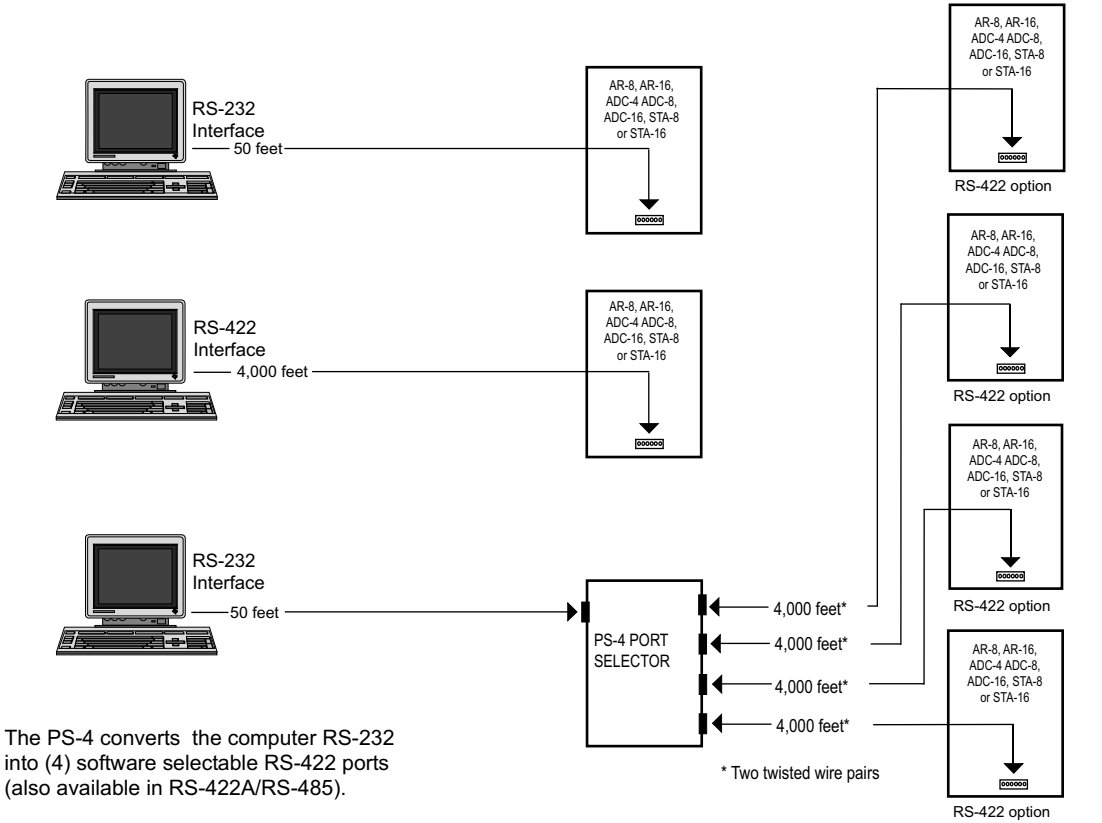 RS-232
Interface
50 feet
AR-8, AR-16,
ADC-4 ADC-8,
ADC-16, STA-8
or STA-16
RS-422
Interface
4,000 feet
AR-8, AR-16,
ADC-4 ADC-8,
ADC-16, STA-8
or STA-16
RS-232
Interface
50 feet
PS-4 PORT
SELECTOR
4,000 feet*
4,000 feet*
4,000 feet*
4,000 feet*
* Two twisted wire pairs
AR-8, AR-16,
ADC-4 ADC-8,
ADC-16, STA-8
or STA-16
RS-422 option
AR-8, AR-16,
ADC-4 ADC-8,
ADC-16, STA-8
or STA-16
RS-422 option
AR-8, AR-16,
ADC-4 ADC-8,
ADC-16, STA-8
or STA-16
RS-422 option
AR-8, AR-16,
ADC-4 ADC-8,
ADC-16, STA-8
or STA-16
RS-422 option
The PS-4 converts the computer RS-232
into (4) software selectable RS-422 ports
(also available in RS-422A/RS-485).